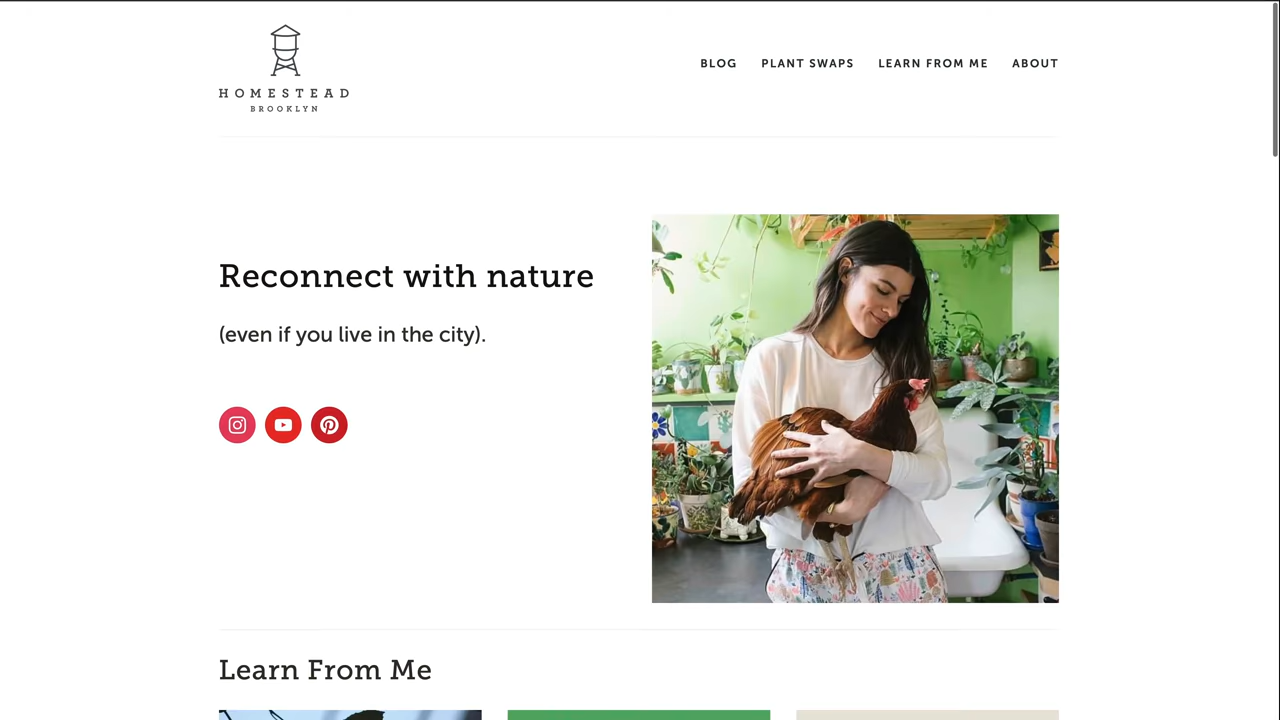 HOMESTEAD
BROOKLYN
BLOG PLANT SWAPS LEARN FROM ME ABOUT
Reconnect with nature
(even if you live in the city).
Learn From Me